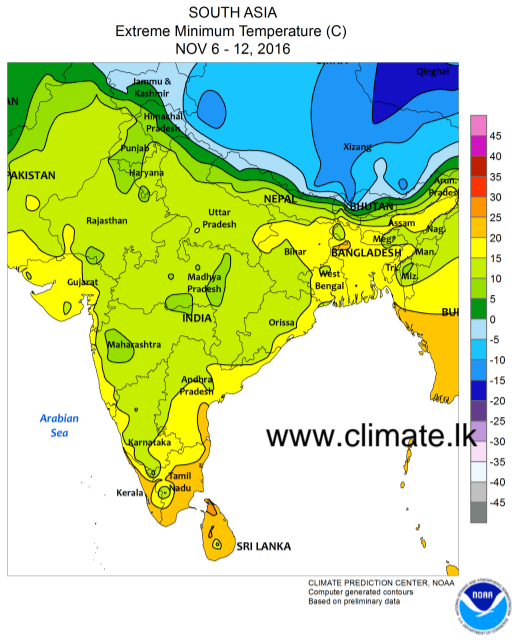 SOUTH ASIA
Extreme Minimum Temperature (C)
NOV 6 - 12, 2016
Qinghai
Jammu &
Kashmir
AN
Himachal
Pradesh
Punjab
Xizang
Haryana
PAKISTAN
Arun.
Prades
NEPAL
BHUTAN
Rajasthan
Uttar
Pradesh
Assam
Nag.
Meg.
Bihar
BANGLADESH
Man.
Tri.
Miz.
Gujarat
Madhya
Pradesh
West
Bengal
INDIA
BUI
Orissa
Maharashtra
Andhra
Pradesh
Arabian
Sea
www.climate.lk
Karnataka
Tamil
Nadu
Kerala
SRI LANKA
45
40
35
30
25
20
15
10
5
0
-5
-10
-15
-20
-25
-30
-35
-40
-45
CLIMATE PREDICTION CENTER, NOAA
Computer generated contours
Based on preliminary data
NOAA